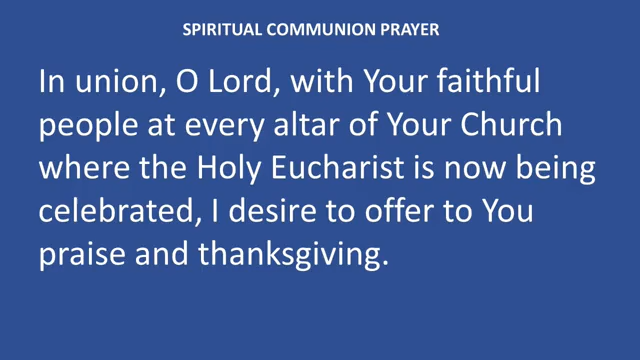 SPIRITUAL COMMUNION PRAYER
In union, O Lord, with Your faithful
people at every altar of Your Church
where the Holy Eucharist is now being
celebrated, I desire to offer to You
praise and thanksgiving.